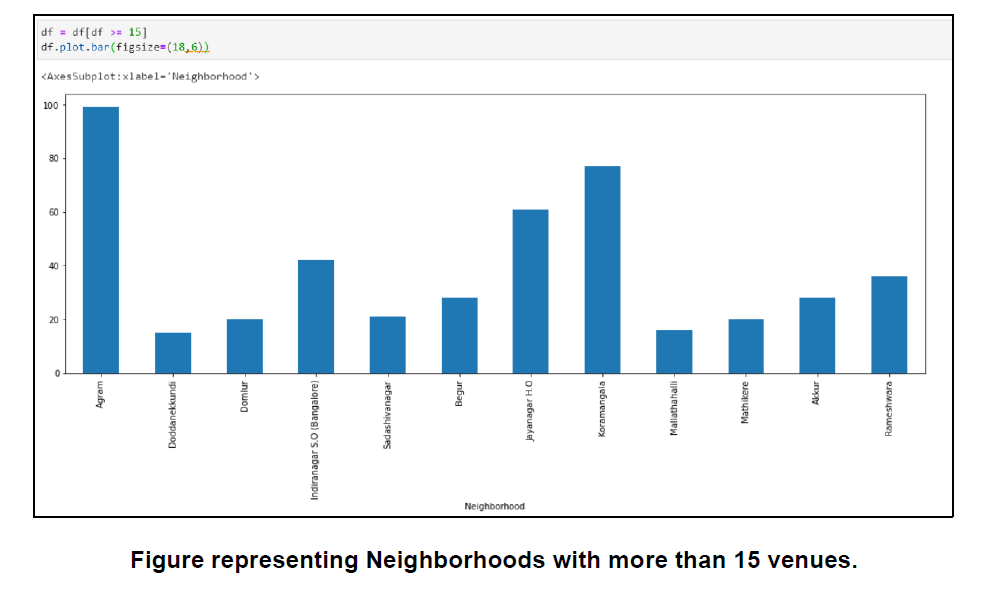 df = df[df >= 15]
df.plot.bar(figsize=(18,6))
<AxesSubplot:xlabel='Neighborhood'>
100
80
60
40
20
0
Agram
Doddanekkundi
Domlur
Indiranagar S.O (Bangalore)
Sadashivanagar
Begur
Jayanagar H.O
Koramangala
Mallathahalli
Mathikere
Akkur
Rameshwara
Neighborhood
Figure representing Neighborhoods with more than 15 venues.